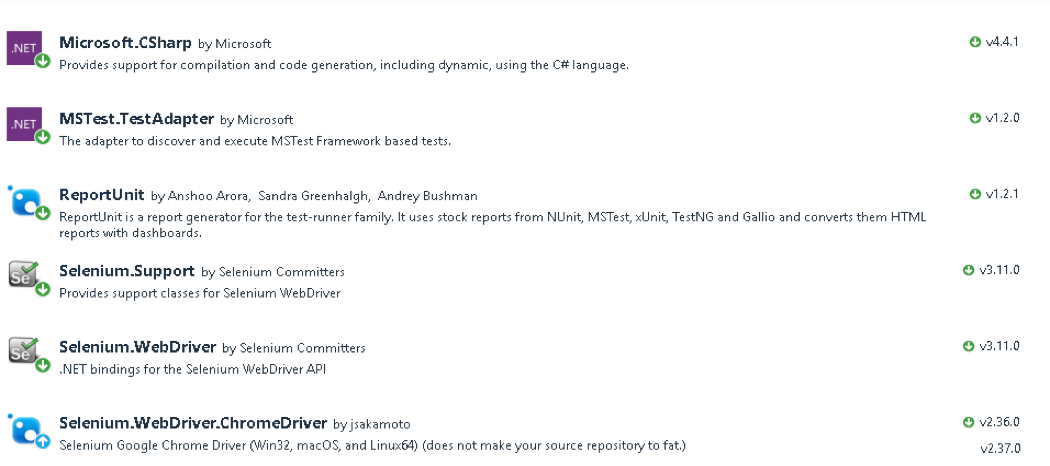 .NET Microsoft.CSharp by Microsoft v4.4.1
Provides support for compilation and code generation, including dynamic, using the C# language.
.NET MSTest.TestAdapter by Microsoft v1.2.0
The adapter to discover and execute MSTest Framework based tests.
ReportUnit by Anshoo Arora, Sandra Greenhalgh, Andrey Bushman v1.2.1
ReportUnit is a report generator for the test-runner family. It uses stock reports from NUnit, MSTest, xUnit, TestNG and Gallio and converts them HTML
reports with dashboards.
Se Selenium.Support by Selenium Committers v3.11.0
Provides support classes for Selenium WebDriver
Se Selenium.WebDriver by Selenium Committers v3.11.0
.NET bindings for the Selenium WebDriver API
Selenium.WebDriver.ChromeDriver by jsakamoto v2.36.0
Selenium Google Chrome Driver (Win32, macOS, and Linux64) (does not make your source repository to fat.) v2.37.0